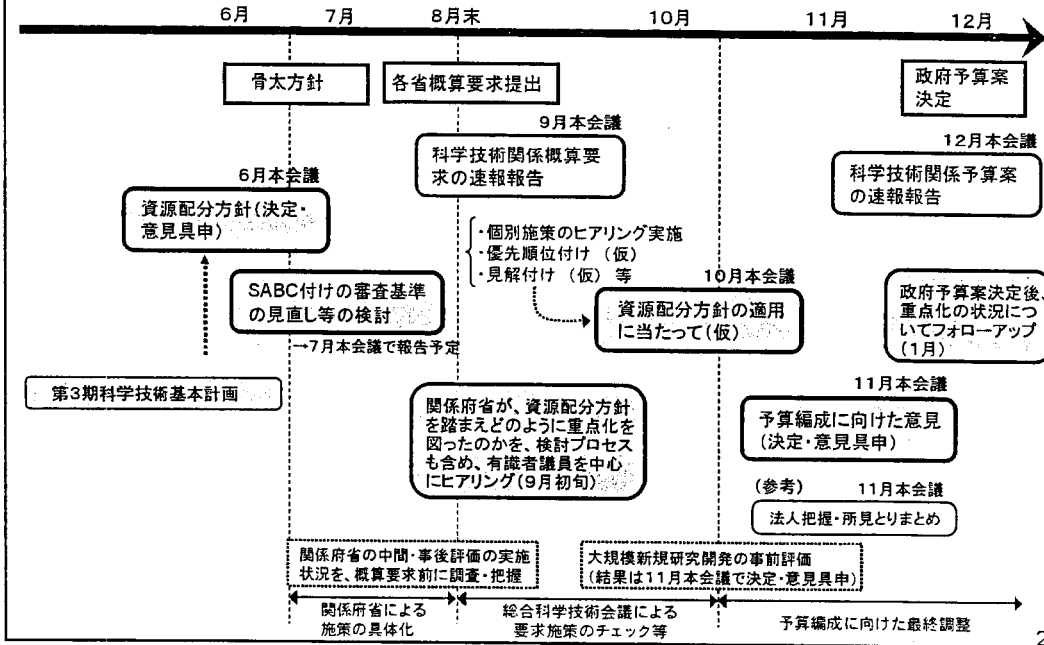 6月
7月
8月末
10月
11月
12月
骨太方針
各省概算要求提出
政府予算案
決定
9月本会議
科学技術関係概算要
求の速報報告
12月本会議
科学技術関係予算案
の速報報告
6月本会議
資源配分方針(決定・
意見具申)
・個別施策のヒアリング実施
・優先順位付け (仮)
・見解付け (仮) 等
SABC付けの審査基準
の見直し等の検討
→7月本会議で報告予定
10月本会議
資源配分方針の適用
に当たって(仮)
政府予算案決定後、
重点化の状況につ
いてフォローアップ
(1月)
第3期科学技術基本計画
関係府省が、資源配分方針
を踏まえどのように重点化を
図ったのかを、検討プロセス
も含め、有識者議員を中心
にヒアリング(9月初旬)
11月本会議
予算編成に向けた意見
(決定・意見具申)
(参考) 11月本会議
法人把握・所見とりまとめ
関係府省の中間・事後評価の実施
状況を、概算要求前に調査・把握
大規模新規研究開発の事前評価
(結果は11月本会議で決定・意見具申)
関係府省による
施策の具体化
総合科学技術会議による
要求施策のチェック等
予算編成に向けた最終調整
2